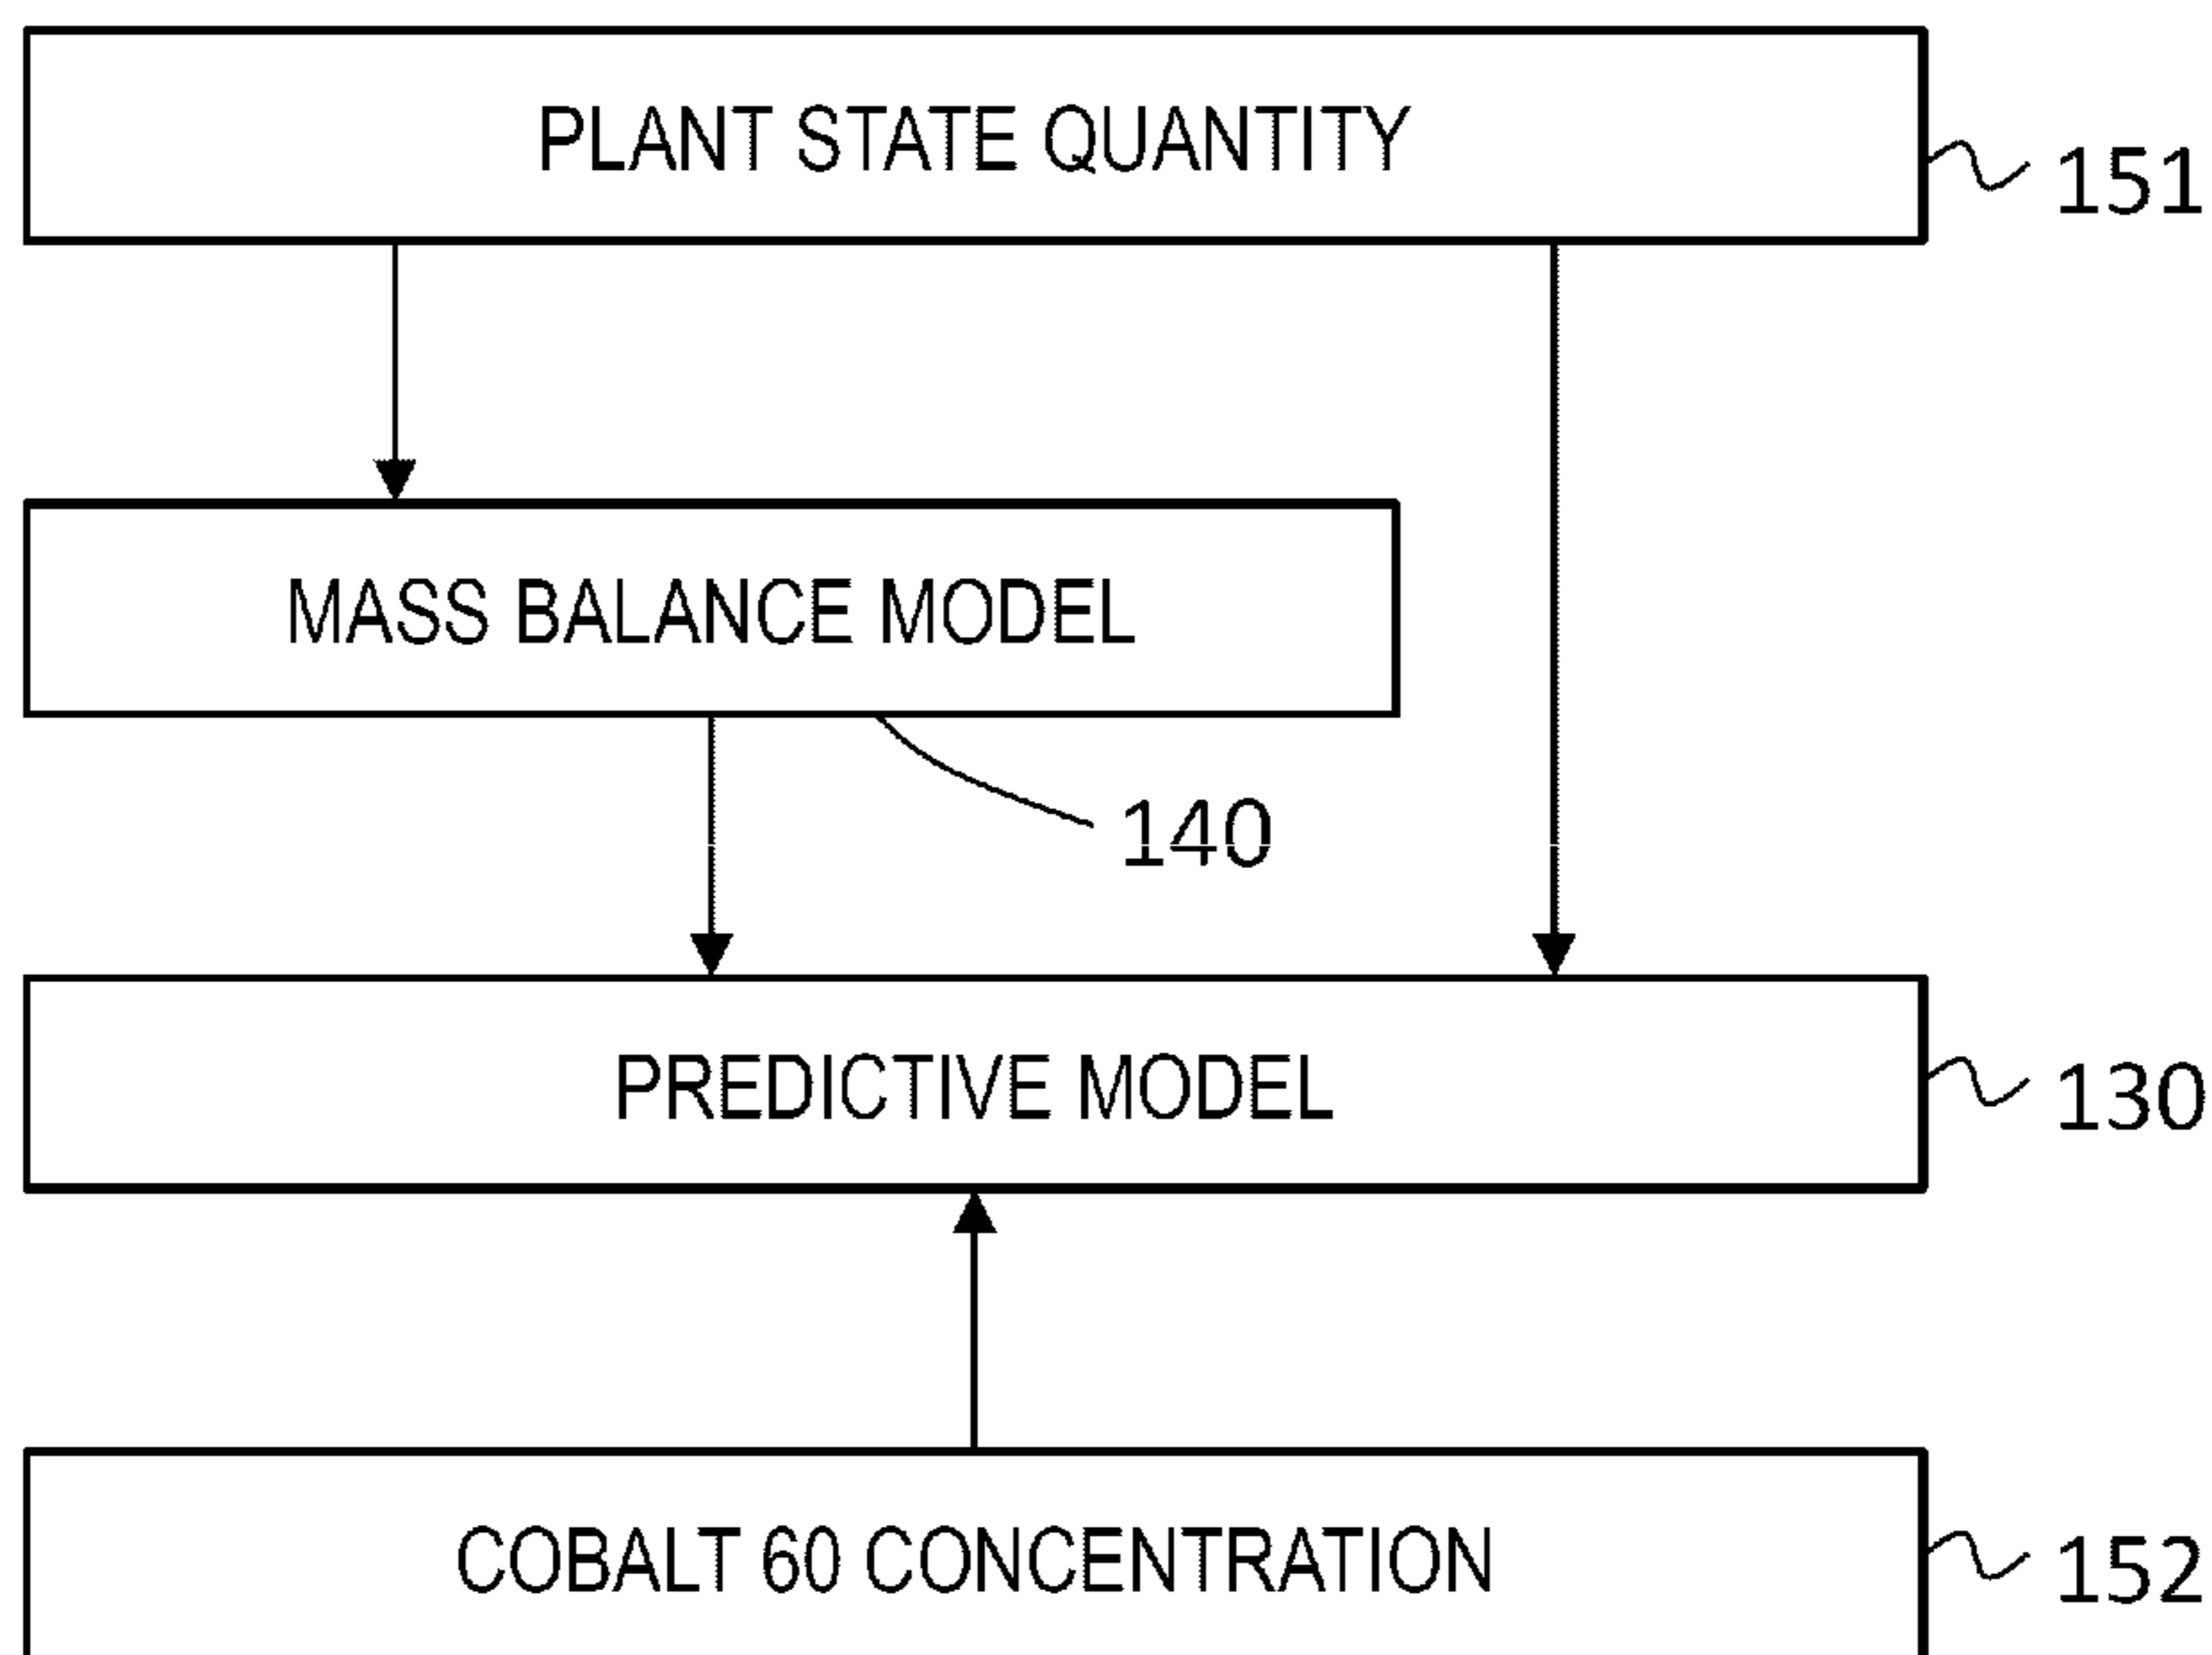 PLANT STATE QUANTITY
151
MASS BALANCE MODEL
140
PREDICTIVE MODEL
130
COBALT 60 CONCENTRATION
152